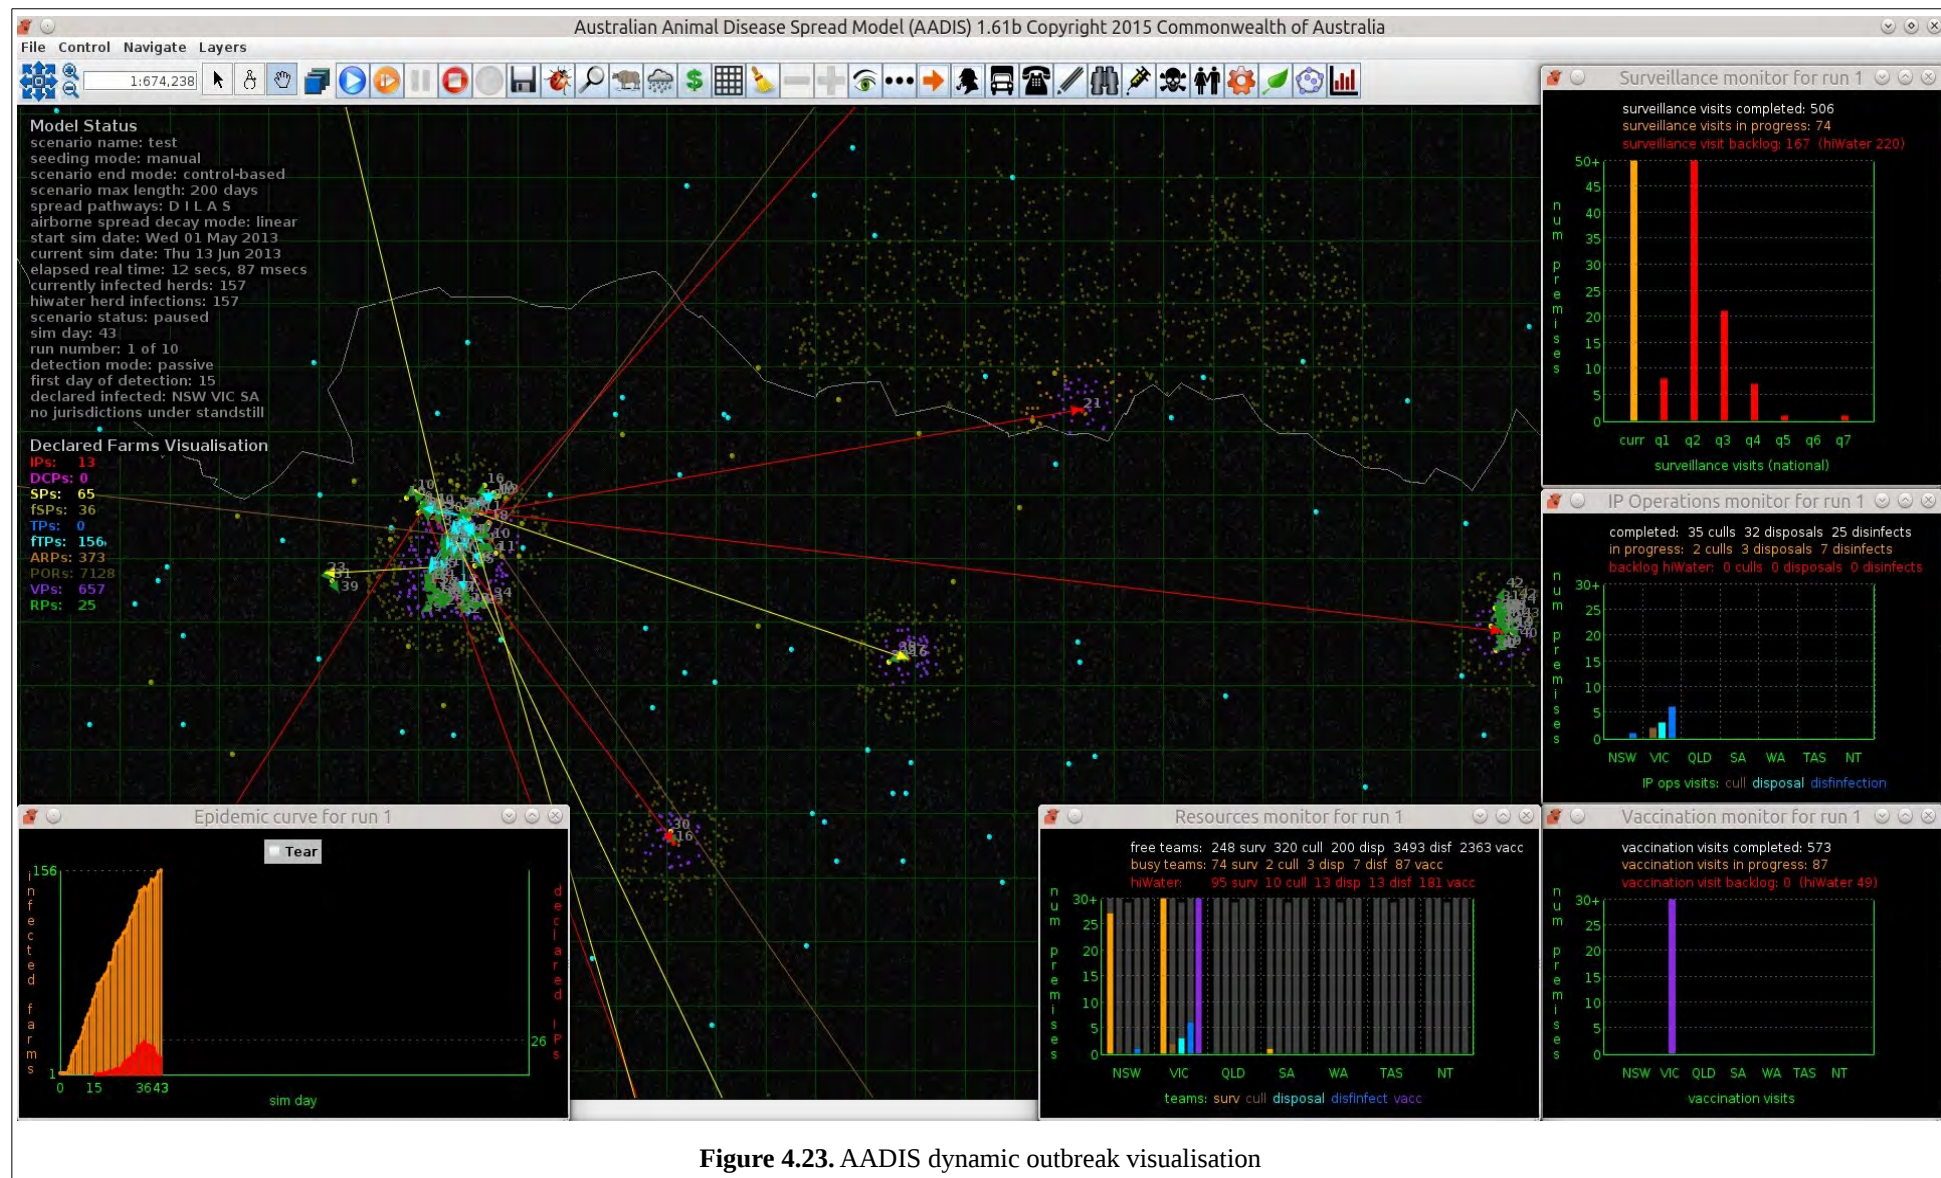 Australian Animal Disease Spread Model (AADIS) 1.61b Copyright 2015 Commonwealth of Australia
File Control Navigate Layers
1:674,238
Model Status
scenario name: test
seeding mode: manual
scenario end mode: control-based
scenario max length: 200 days
spread pathways: D I L A S
airborne spread decay mode: linear
start sim date: Wed 01 May 2013
current sim date: Thu 13 Jun 2013
elapsed real time: 12 secs, 87 msecs
currently infected herds: 157
hiwater herd infections: 157
scenario status: paused
sim day: 43
run number: 1 of 10
detection mode: passive
first day of detection: 15
declared infected: NSW VIC SA
no jurisdictions under standstill
Declared Farms Visualisation
IPs: 13
DCPs: 0
SPs: 65
fSPs: 36
TPs: 0
fTPs: 156
ARPs: 373
PORs: 7128
VPs: 657
RPs: 25
21
10
16
18
10
11
23
31
39
34
16
30
16
42
43
40
Surveillance monitor for run 1
surveillance visits completed: 506
surveillance visits in progress: 74
surveillance visit backlog: 167 (hiWater 220)
num premises
50+
45
40
35
30
25
20
15
10
5
0
curr q1 q2 q3 q4 q5 q6 q7
surveillance visits (national)
IP Operations monitor for run 1
completed: 35 culls 32 disposals 25 disinfects
in progress: 2 culls 3 disposals 7 disinfects
backlog hiWater: 0 culls 0 disposals 0 disinfects
num premises
30+
25
20
15
10
5
0
NSW VIC QLD SA WA TAS NT
IP ops visits: cull disposal disfinfection
Epidemic curve for run 1
Tear
infected farms
156
1
0 15 36 43
sim day
26
declared IPs
Resources monitor for run 1
free teams: 248 surv 320 cull 200 disp 3493 disf 2363 vacc
busy teams: 74 surv 2 cull 3 disp 7 disf 87 vacc
hiWater: 95 surv 10 cull 13 disp 13 disf 181 vacc
num premises
30+
25
20
15
10
5
0
NSW VIC QLD SA WA TAS NT
teams: surv cull disposal disfinfect vacc
Vaccination monitor for run 1
vaccination visits completed: 573
vaccination visits in progress: 87
vaccination visit backlog: 0 (hiWater 49)
num premises
30+
25
20
15
10
5
0
NSW VIC QLD SA WA TAS NT
vaccination visits
Figure 4.23. AADIS dynamic outbreak visualisation